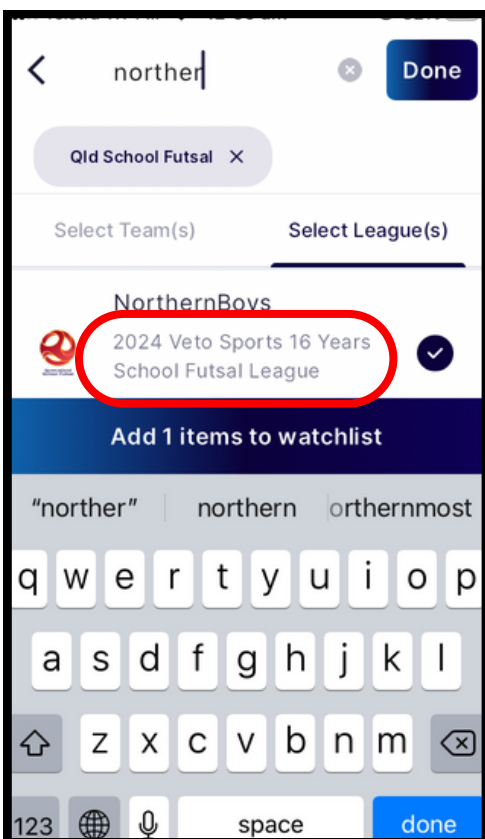 norther
Done
Qld School Futsal
Select Team(s) Select League(s)
NorthernBoys
2024 Veto Sports 16 Years
School Futsal League
Add 1 items to watchlist
“norther” northern orthernmost
q w e r t y u i o p
a s d f g h j k l
z x c v b n m
123 space done